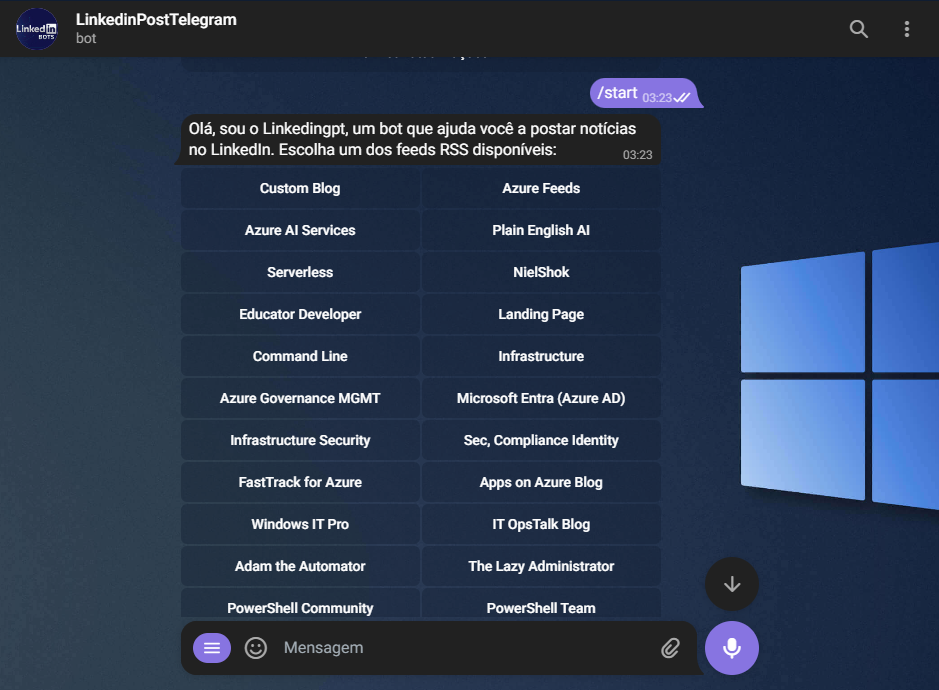 LinkedinPostTelegram
Linked in
BOTS
bot
/start 03:23
Olá, sou o Linkedingpt, um bot que ajuda você a postar notícias
no LinkedIn. Escolha um dos feeds RSS disponíveis:
03:23
Custom Blog Azure Feeds
Azure AI Services Plain English AI
Serverless NielShok
Educator Developer Landing Page
Command Line Infrastructure
Azure Governance MGMT Microsoft Entra (Azure AD)
Infrastructure Security Sec, Compliance Identity
FastTrack for Azure Apps on Azure Blog
Windows IT Pro IT OpsTalk Blog
Adam the Automator The Lazy Administrator
PowerShell Community PowerShell Team
Mensagem